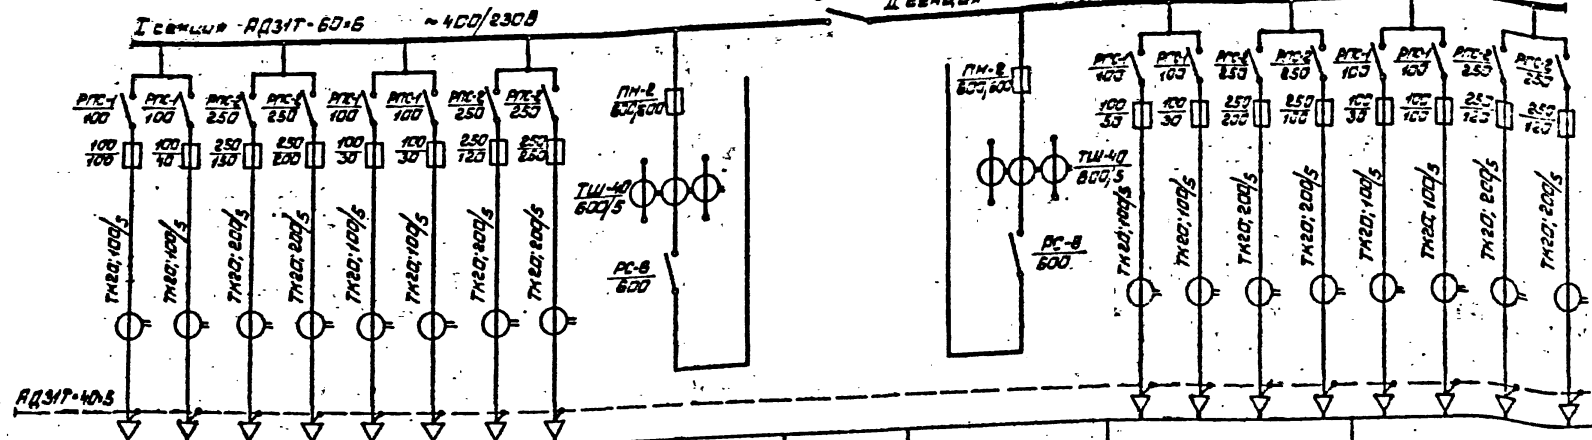 I секция - АД31Т-60×6 ~400/230В
II секция
РПС-1 РПС-1 РПС-2 РПС-2 РПС-1 РПС-1 РПС-2 РПС-2
100 100 250 250 100 100 250 250
100 100 250 250 100 100 250 250
100 40 150 200 30 30 120 250
ТК20;100/5 ТК20;100/5 ТК20;200/5 ТК20;200/5 ТК20;100/5 ТК20;100/5 ТК20;200/5 ТК20;200/5
ПН-2
600/600
ТШ-40
600/5
РС-6
600
ПН-2
600/600
ТШ-40
600/5
РС-6
600
РПС-1 РПС-1 РПС-2 РПС-2 РПС-1 РПС-1 РПС-2 РПС-2
100 100 250 250 100 100 250 250
100 100 250 250 100 100 250 250
30 200 100 30 100 120 120
ТК20;100/5 ТК20;100/5 ТК20;200/5 ТК20;200/5 ТК20;100/5 ТК20;100/5 ТК20;200/5 ТК20;200/5
АД31Т-40×5